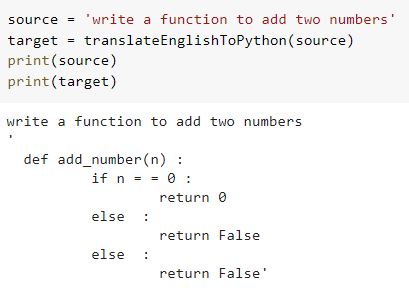 source = 'write a function to add two numbers'
target = translateEnglishToPython(source)
print(source)
print(target)
write a function to add two numbers
'
  def add_number(n) :
          if n = = 0 :
                  return 0
          else  :
                  return False
          else  :
                  return False'